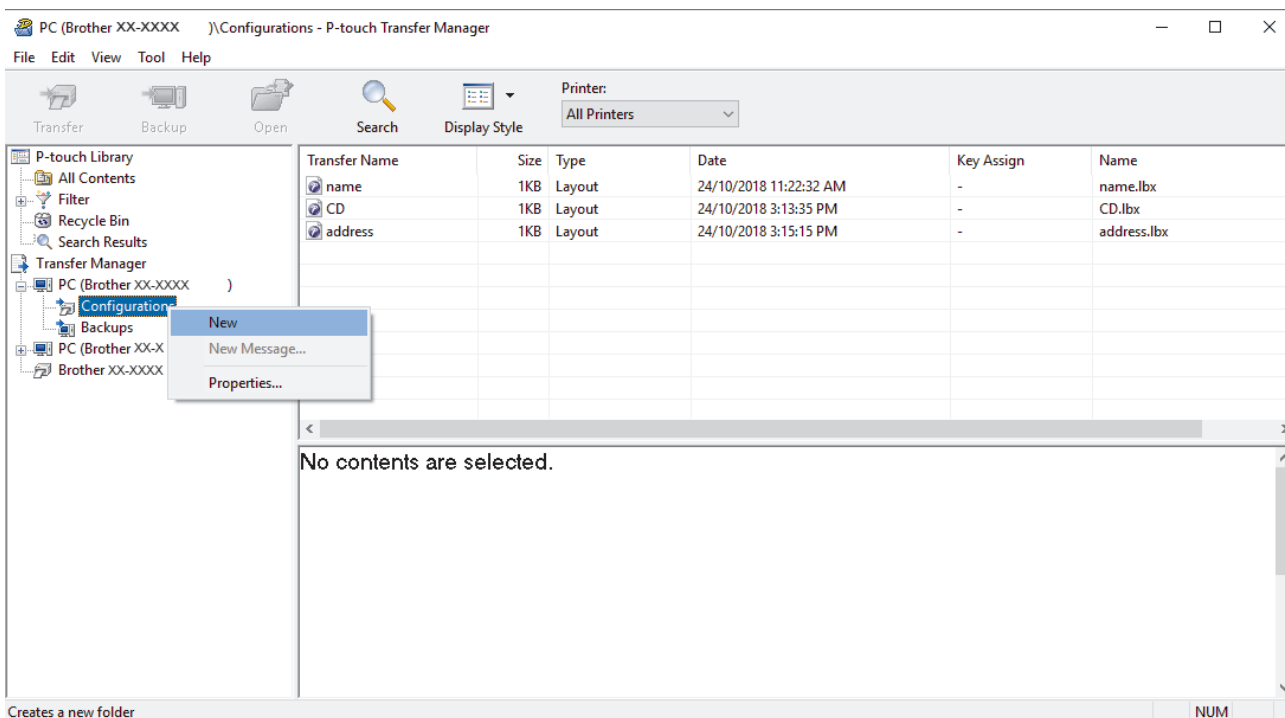 PC (Brother XX-XXXX )\Configurations - P-touch Transfer Manager
File Edit View Tool Help
Printer:
All Printers
Transfer Backup Open Search Display Style
P-touch Library
All Contents
Filter
Recycle Bin
Search Results
Transfer Manager
PC (Brother XX-XXXX )
Configurations
Backups
PC (Brother XX-X
Brother XX-XXXX
New
New Message...
Properties...
Transfer Name Size Type Date Key Assign Name
name 1KB Layout 24/10/2018 11:22:32 AM - name.lbx
CD 1KB Layout 24/10/2018 3:13:35 PM - CD.lbx
address 1KB Layout 24/10/2018 3:15:15 PM - address.lbx
No contents are selected.
Creates a new folder NUM